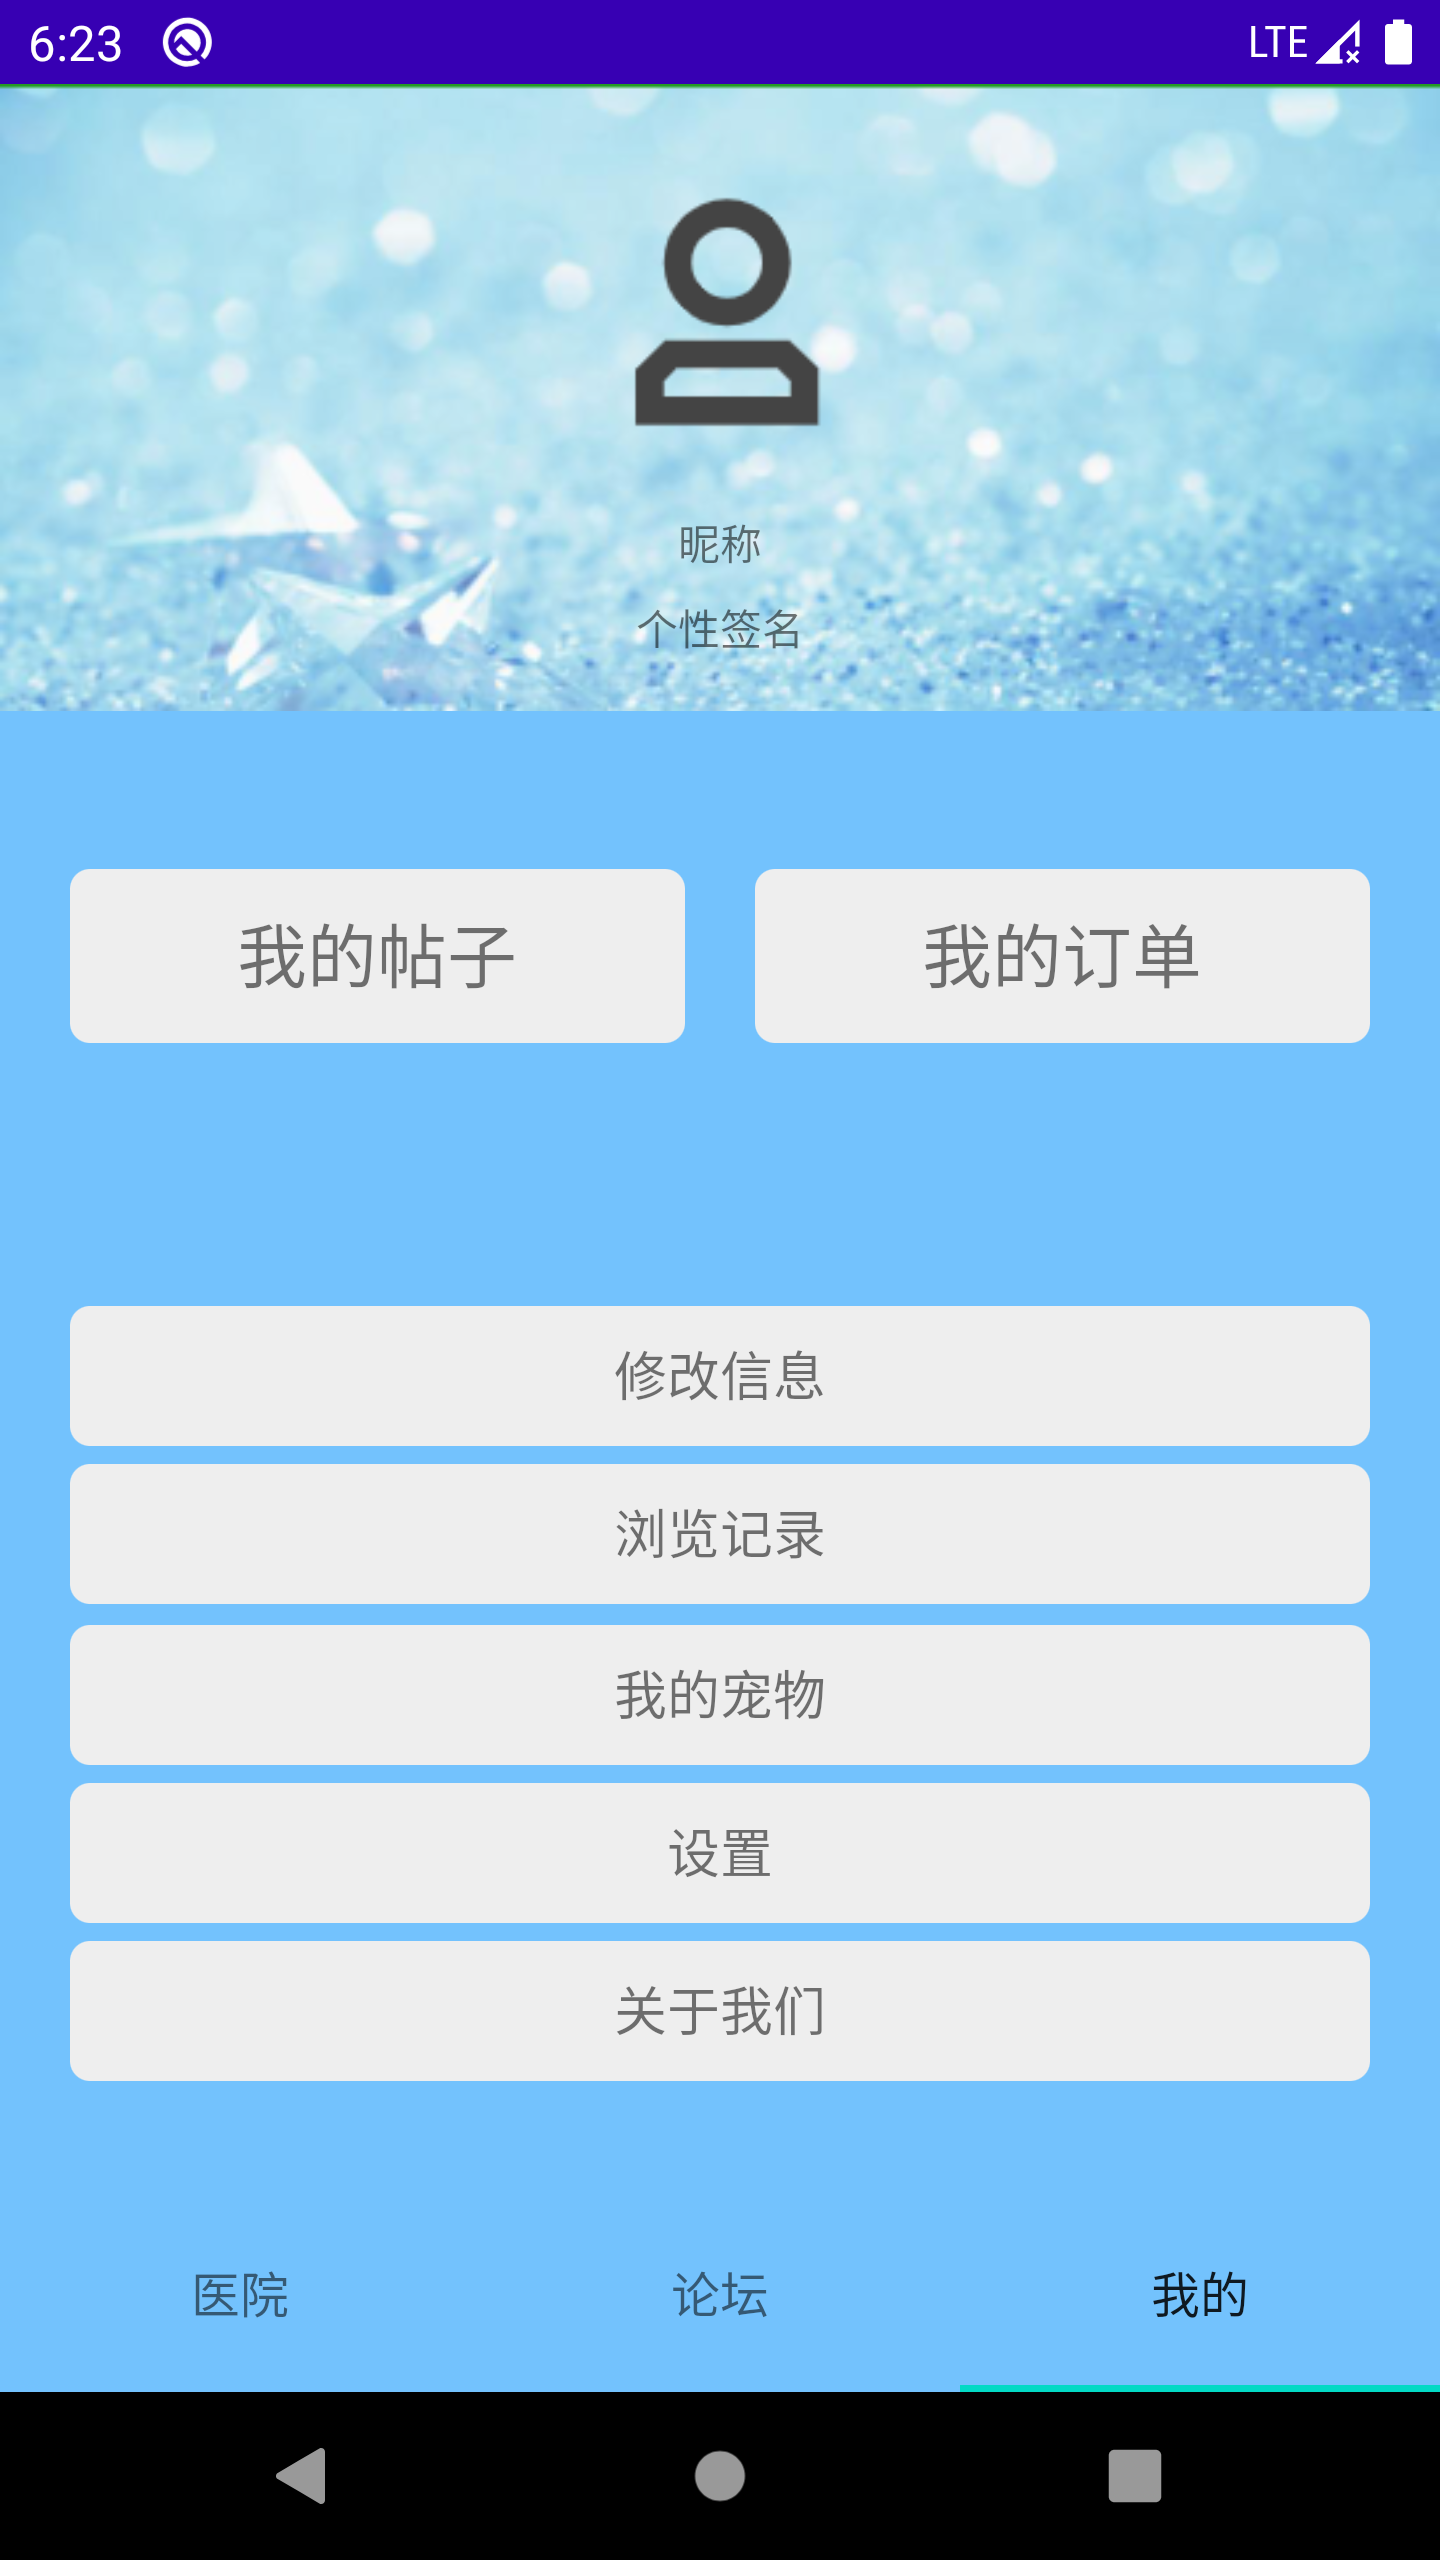 6:23 LTE
昵称
个性签名
我的帖子 我的订单
修改信息
浏览记录
我的宠物
设置
关于我们
医院 论坛 我的